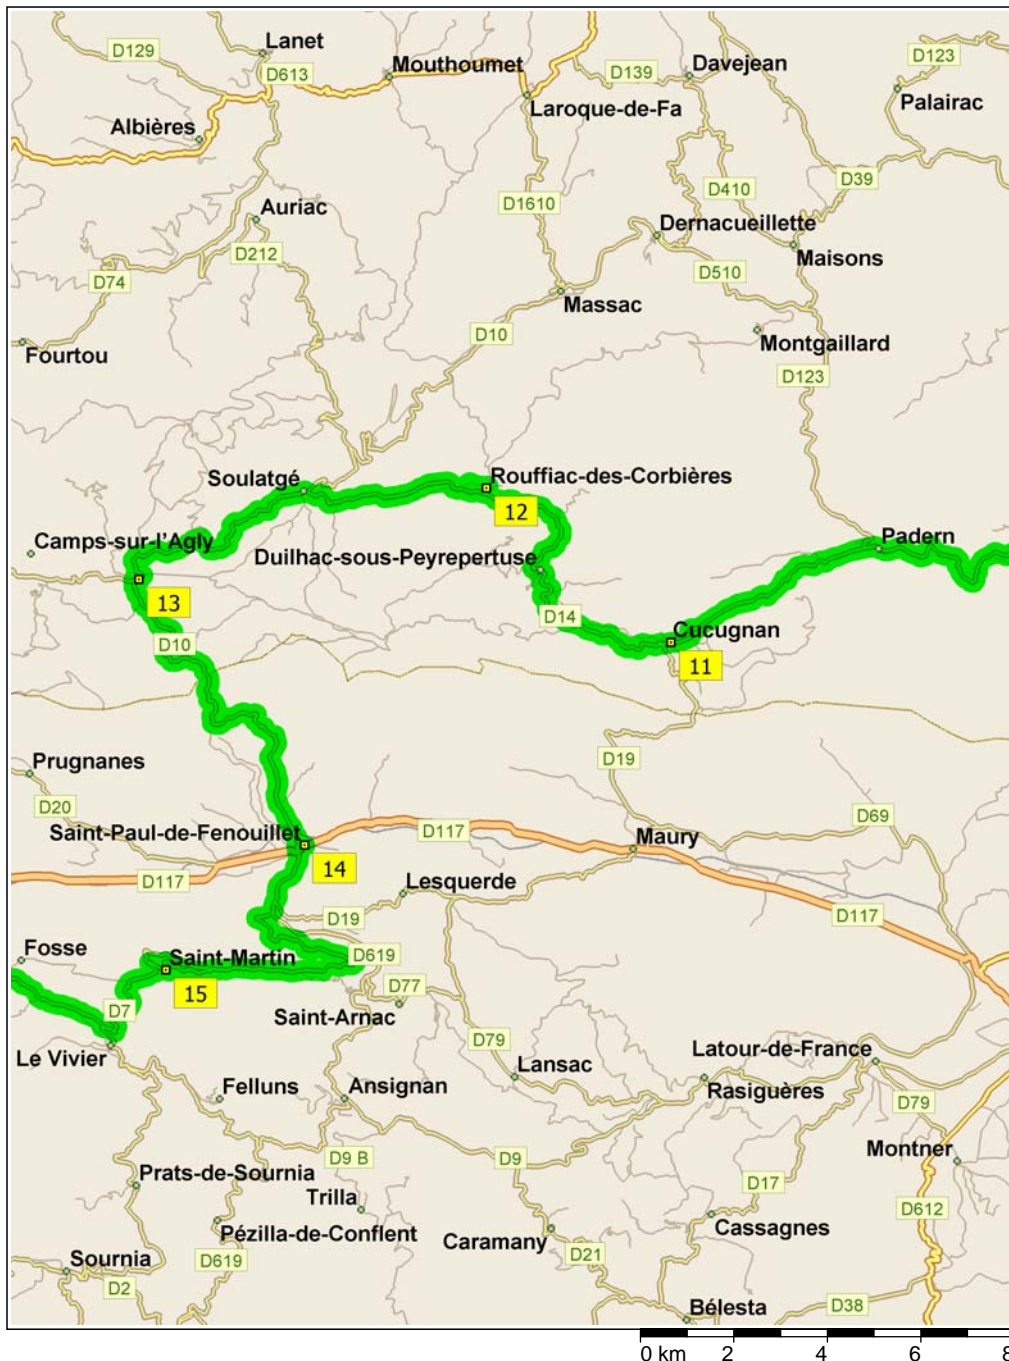 Lanet
D129
D613
Mouthoumet
D139
Davejean
D123
Palairac
Laroque-de-Fa
Albières
D39
D410
D1610
Auriac
Dernacueillette
D212
Maisons
D510
D74
Massac
D10
Montgaillard
Fourtou
D123
Soulatgé
Rouffiac-des-Corbières
12
Camps-sur-l'Agly
Padern
Duilhac-sous-Peyrepertuse
13
D14
Cucugnan
D10
11
Prugnanes
D19
D20
Saint-Paul-de-Fenouillet
D117
Maury
D69
14
D117
Lesquerde
D19
D117
Fosse
Saint-Martin
D619
15
D77
D7
Saint-Arnac
D79
Le Vivier
Latour-de-France
Lansac
Felluns
Ansignan
Rasiguères
D79
Montner
D9 B
D9
Prats-de-Sournia
D17
Trilla
D612
Pézilla-de-Conflent
Cassagnes
Caramany
Sournia
D619
D21
D2
Bélesta
D38
0 km 2 4 6 8